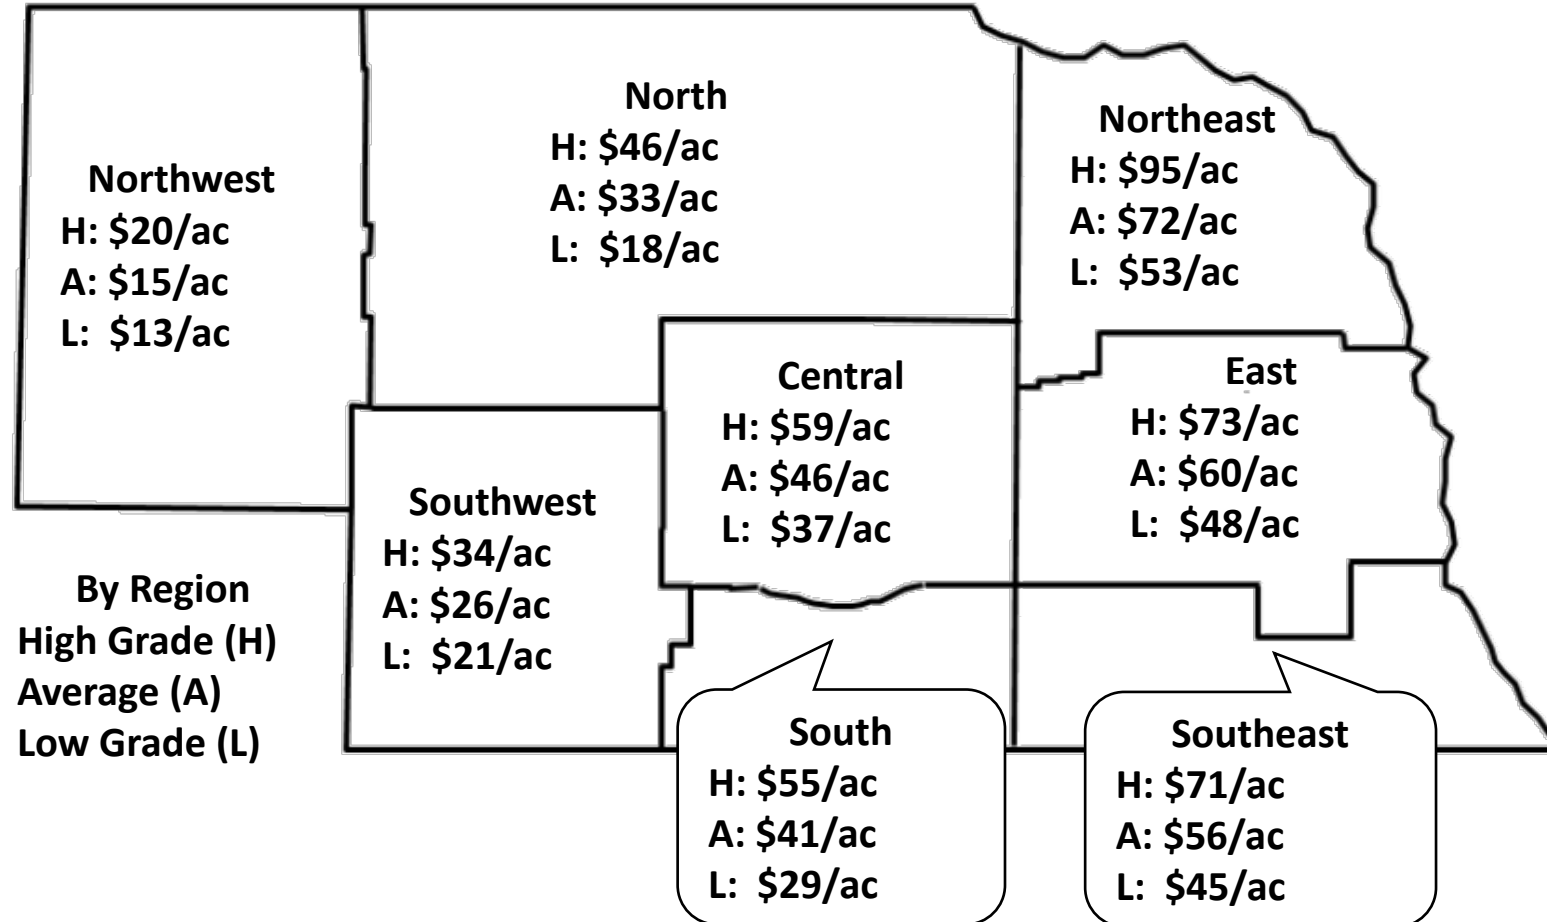 North
H: $46/ac
A: $33/ac
L: $18/ac
Northeast
H: $95/ac
A: $72/ac
L: $53/ac
Northwest
H: $20/ac
A: $15/ac
L: $13/ac
Central
H: $59/ac
A: $46/ac
L: $37/ac
East
H: $73/ac
A: $60/ac
L: $48/ac
Southwest
H: $34/ac
A: $26/ac
L: $21/ac
By Region
High Grade (H)
Average (A)
Low Grade (L)
South
H: $55/ac
A: $41/ac
L: $29/ac
Southeast
H: $71/ac
A: $56/ac
L: $45/ac